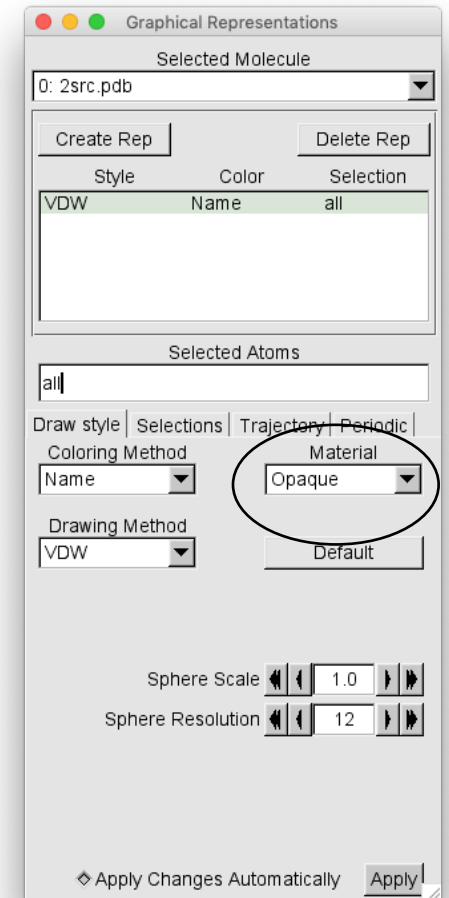 Graphical Representations
Selected Molecule
0: 2src.pdb
Create Rep Delete Rep
Style Color Selection
VDW Name all
Selected Atoms
all
Draw style Selections Trajectory Periodic
Coloring Method Material
Name Opaque
Drawing Method
VDW Default
Sphere Scale 1.0
Sphere Resolution 12
Apply Changes Automatically Apply